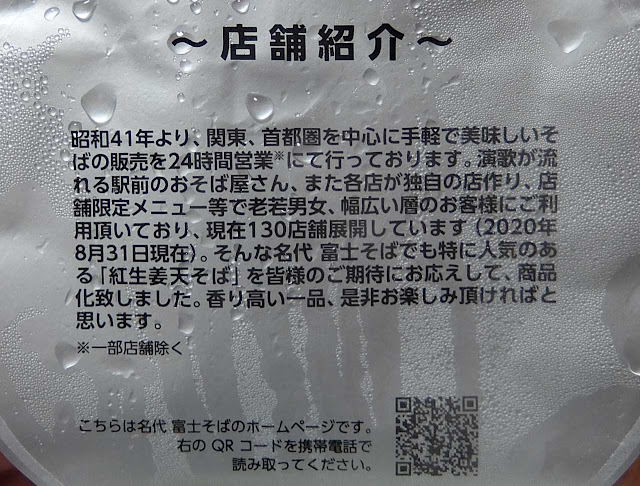 〜店舗紹介〜
昭和41年より、関東、首都圏を中心に手軽で美味しいそ
ばの販売を24時間営業※にて行っております。演歌が流
れる駅前のおそば屋さん、また各店が独自の店作り、店
舗限定メニュー等で老若男女、幅広い層のお客様にご利
用頂いており、現在130店舗展開しています（2020年
8月31日現在）。そんな名代 富士そばでも特に人気のあ
る「紅生姜天そば」を皆様のご期待にお応えして、商品
化致しました。香り高い一品、是非お楽しみ頂ければと
思います。
※一部店舗除く
こちらは名代 富士そばのホームページです。
右の QR コードを携帯電話で
読み取ってください。